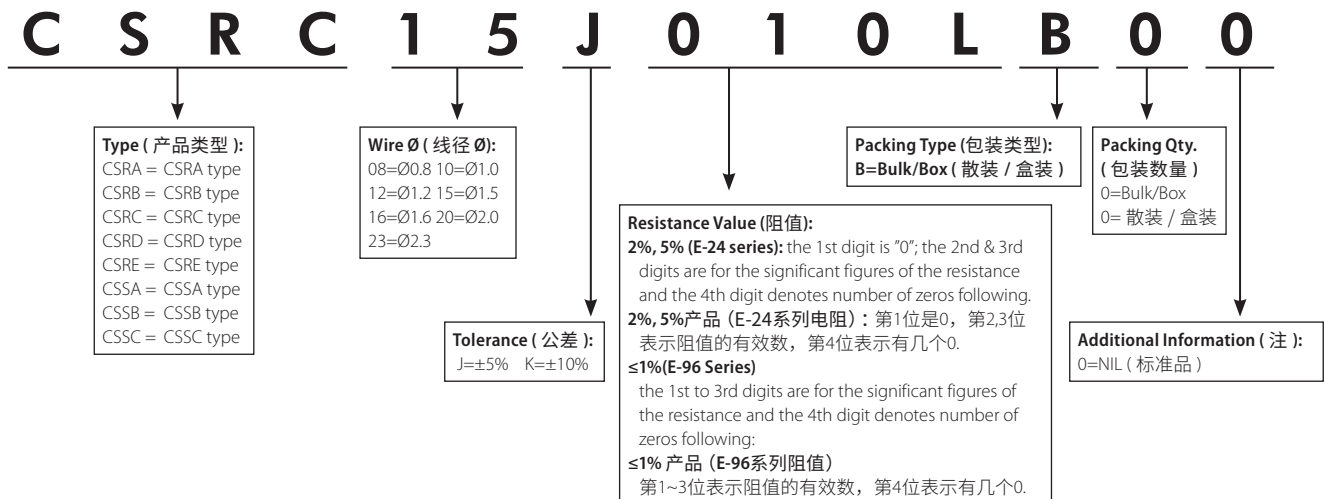 C S R C 1 5 J 0 1 0 L B 0 0
Type ( 产品类型 ):
CSRA = CSRA type
CSRB = CSRB type
CSRC = CSRC type
CSRD = CSRD type
CSRE = CSRE type
CSSA = CSSA type
CSSB = CSSB type
CSSC = CSSC type
Wire Ø ( 线径 Ø):
08=Ø0.8 10=Ø1.0
12=Ø1.2 15=Ø1.5
16=Ø1.6 20=Ø2.0
23=Ø2.3
Tolerance ( 公差 ):
J=±5% K=±10%
Resistance Value (阻值):
2%, 5% (E-24 series): the 1st digit is "0"; the 2nd & 3rd
digits are for the significant figures of the resistance
and the 4th digit denotes number of zeros following.
2%, 5%产品（E-24系列电阻）：第1位是0，第2,3位
表示阻值的有效数，第4位表示有几个0.
≤1%(E-96 Series)
the 1st to 3rd digits are for the significant figures of
the resistance and the 4th digit denotes number of
zeros following:
≤1% 产品（E-96系列阻值）
第1~3位表示阻值的有效数，第4位表示有几个0.
Packing Type (包装类型):
B=Bulk/Box ( 散装 / 盒装 )
Packing Qty.
( 包装数量 )
0=Bulk/Box
0= 散装 / 盒装
Additional Information ( 注 ):
0=NIL ( 标准品 )